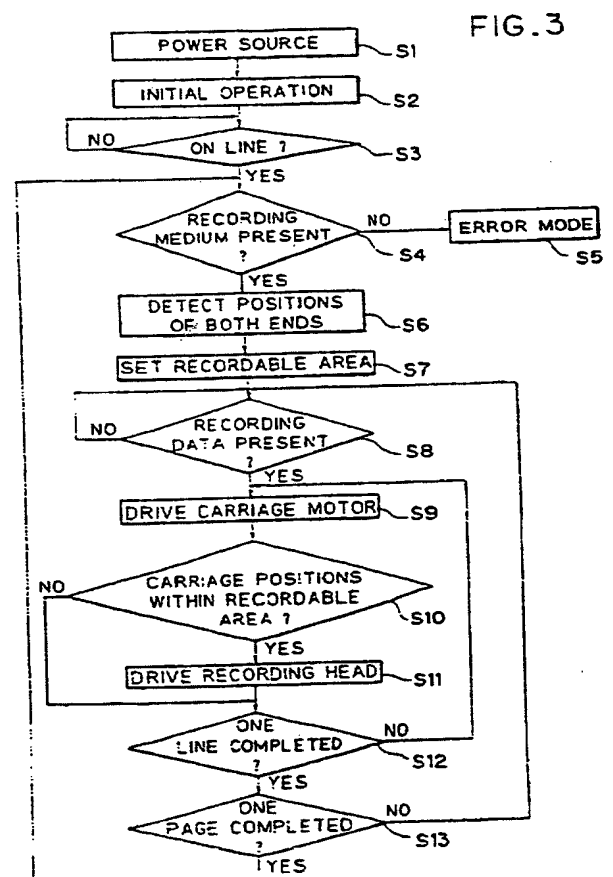 FIG.3
POWER SOURCE
S1
INITIAL OPERATION
S2
NO
ON LINE ?
S3
YES
RECORDING
MEDIUM PRESENT
?
NO
S4
ERROR MODE
S5
YES
DETECT POSITIONS
OF BOTH ENDS
S6
SET RECORDABLE AREA
S7
NO
RECORDING
DATA PRESENT
?
S8
YES
DRIVE CARRIAGE MOTOR
S9
NO
CARRIAGE POSITIONS
WITHIN RECORDABLE
AREA ?
S10
YES
DRIVE RECORDING HEAD
S11
ONE
LINE COMPLETED
?
NO
S12
YES
ONE
PAGE COMPLETED
?
NO
S13
YES